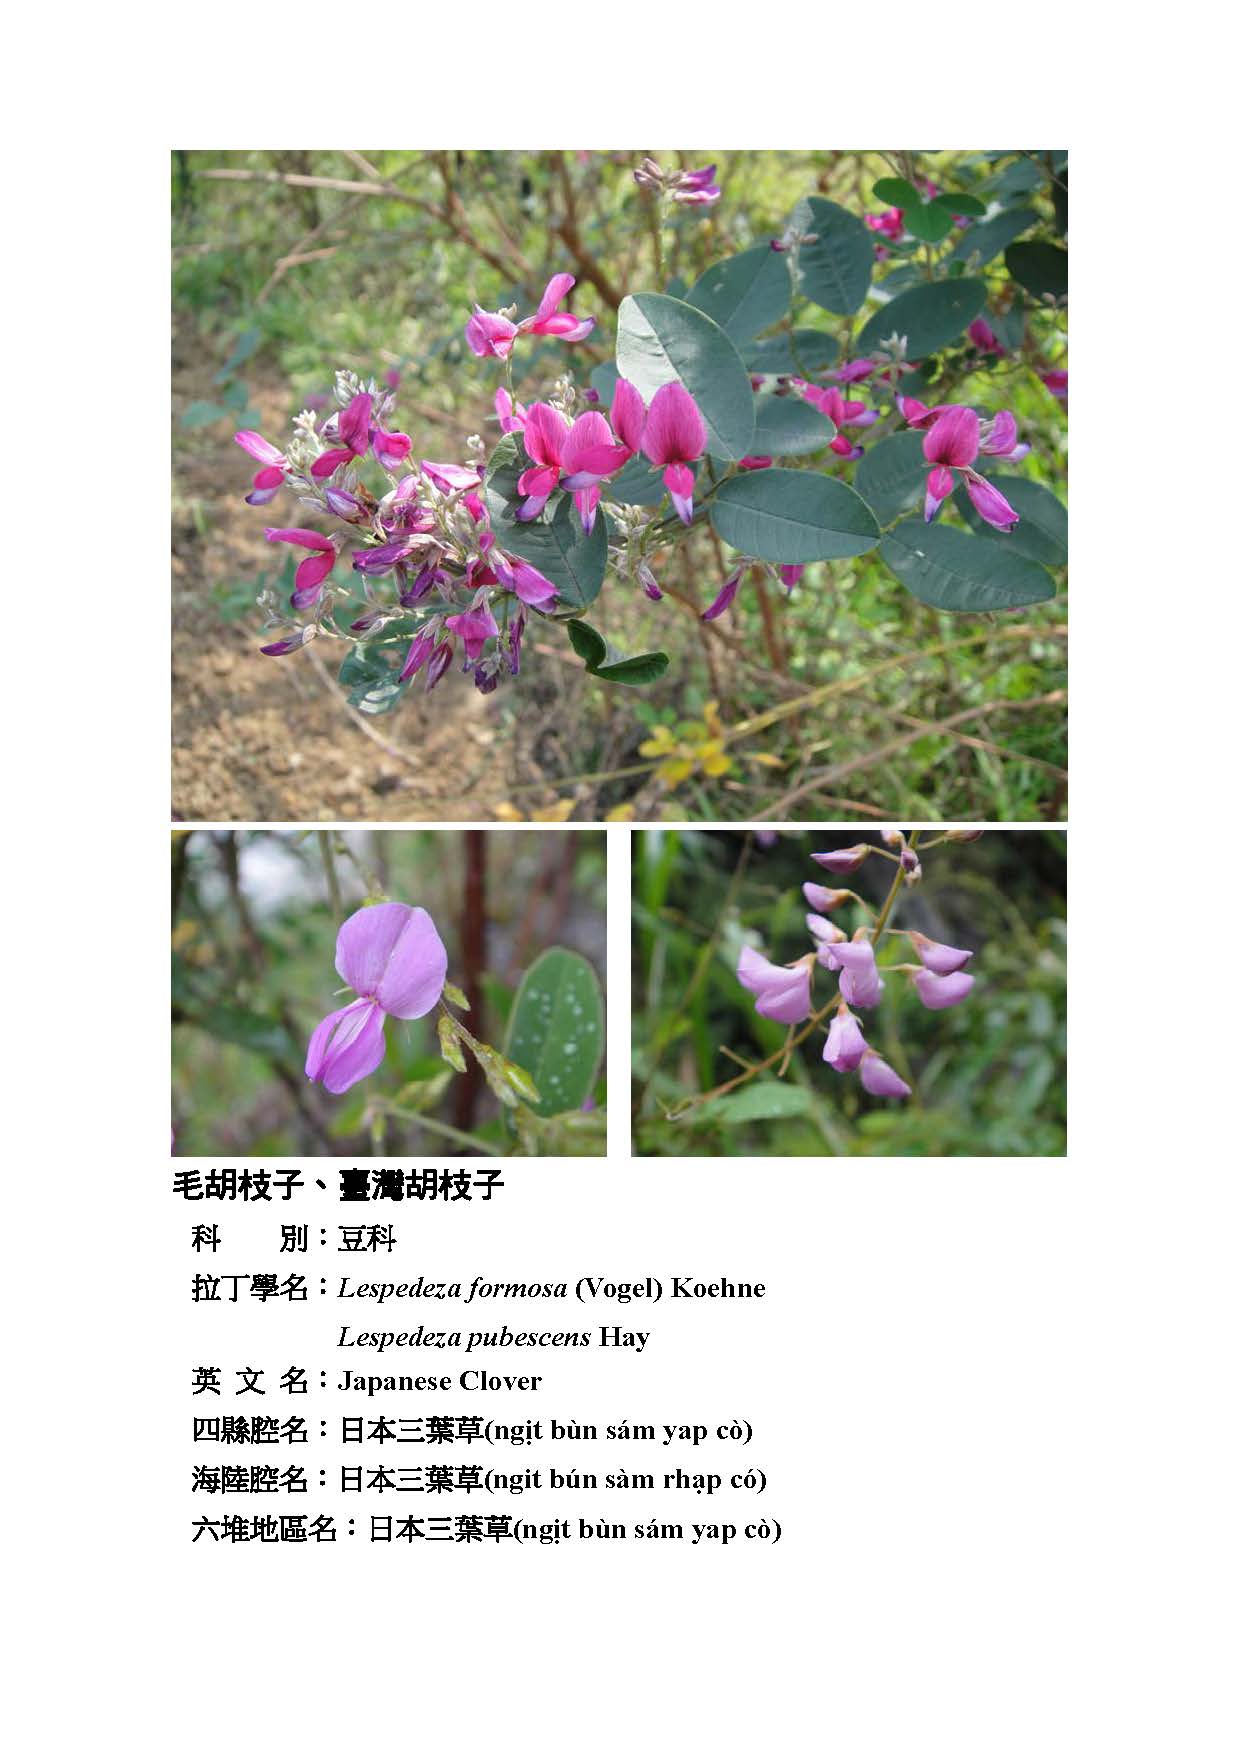 毛胡枝子、臺灣胡枝子
科　　別：豆科
拉丁學名：Lespedeza formosa (Vogel) Koehne
Lespedeza pubescens Hay
英 文 名：Japanese Clover
四縣腔名：日本三葉草(ngịt bùn sám yap cò)
海陸腔名：日本三葉草(ngit bún sàm rhạp có)
六堆地區名：日本三葉草(ngịt bùn sám yap cò)